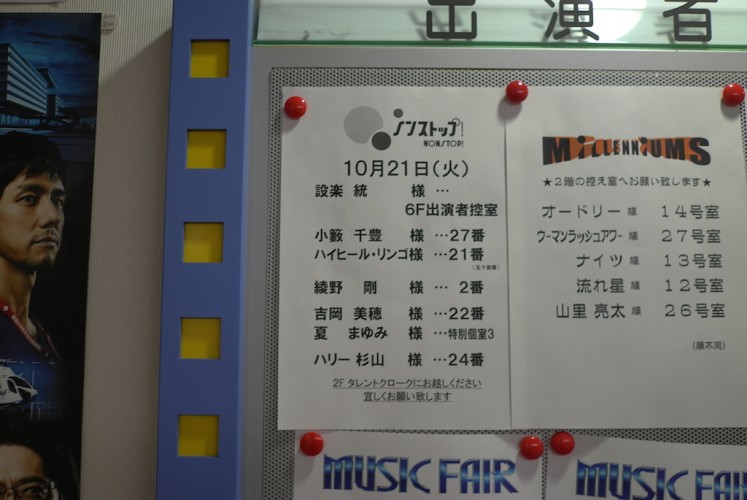 出演者
ノンストップ!
NONSTOP!
10月21日(火)
設楽 統 様 …
6F出演者控室
小籔 千豊 様 …27番
ハイヒール・リンゴ様 …21番
(五十音順)
綾野 剛 様 … 2番
吉岡 美穂 様 …22番
夏 まゆみ 様 …特別個室3
ハリー杉山 様 …24番
2F タレントクロークにお越しください
宜しくお願い致します
MiLLENNiUMS
★2階の控え室へお願い致します★
オードリー 様 14号室
ウーマンラッシュアワー 様 27号室
ナイツ 様 13号室
流れ星 様 12号室
山里 亮太 様 26号室
(順不同)
MUSIC FAIR
MUSIC FAIR